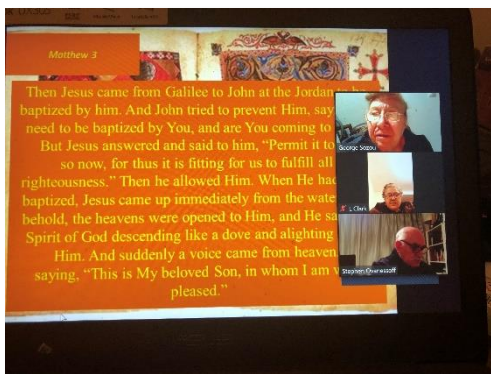 Matthew 3
Then Jesus came from Galilee to John at the Jordan to be
baptized by him. And John tried to prevent Him, say
need to be baptized by You, and are You coming to
But Jesus answered and said to him, “Permit it to
so now, for thus it is fitting for us to fulfill all
righteousness.” Then he allowed Him. When He had
baptized, Jesus came up immediately from the wate
behold, the heavens were opened to Him, and He sa
Spirit of God descending like a dove and alighting
Him. And suddenly a voice came from heaven
saying, “This is My beloved Son, in whom I am
pleased.”
George Sozou
Stephen